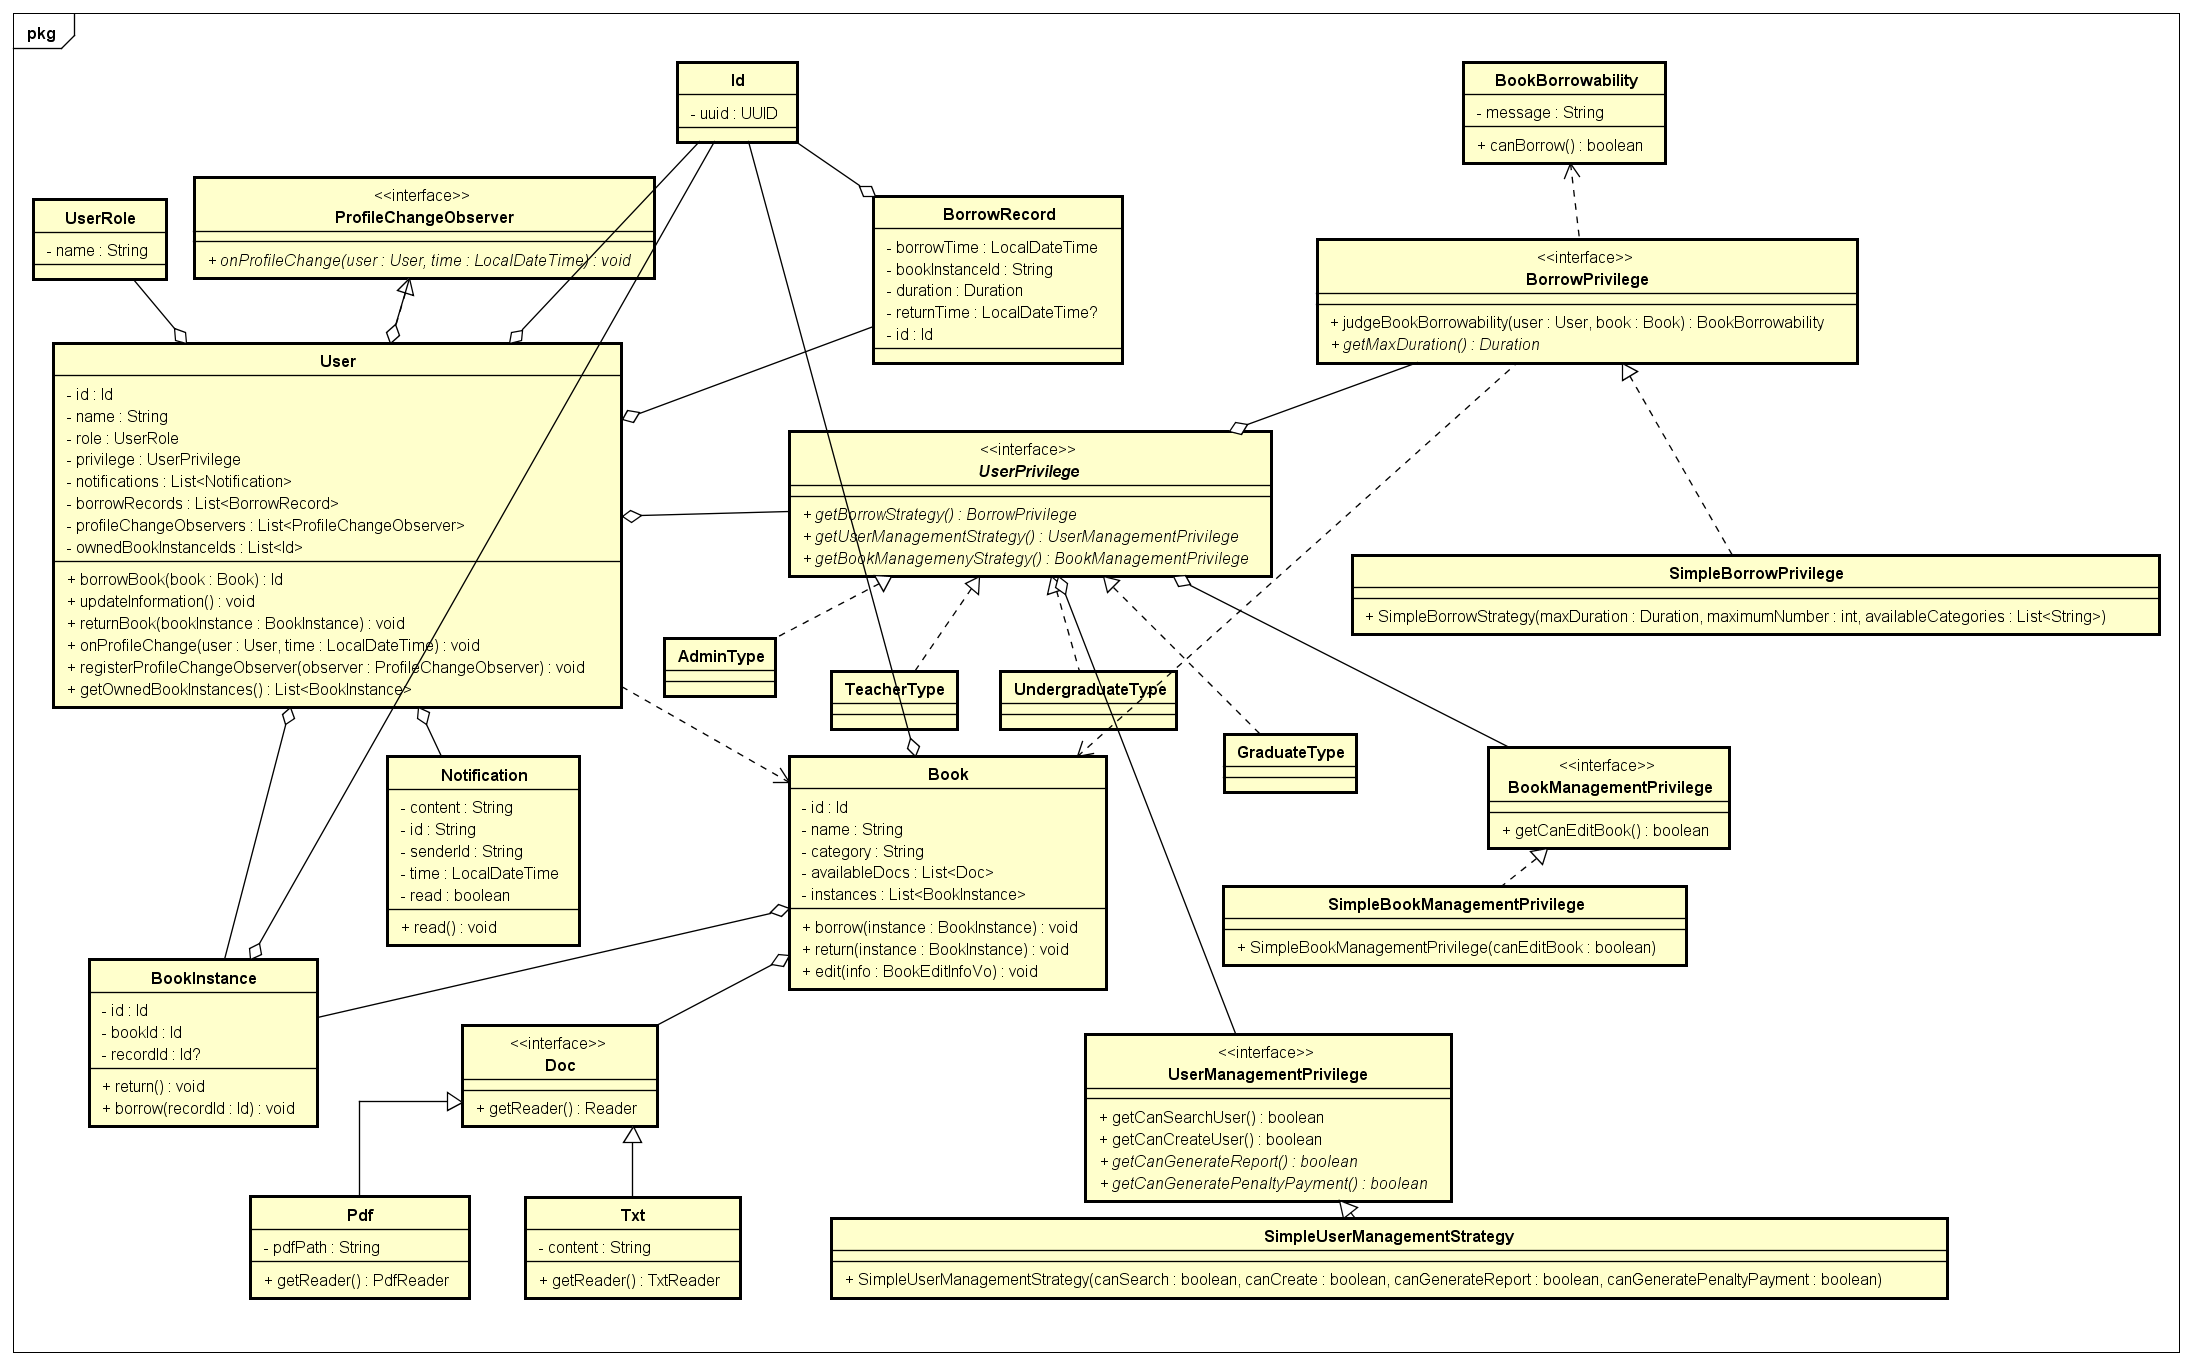 pkg
Id
- uuid : UUID
BookBorrowability
- message : String
+ canBorrow() : boolean
UserRole
- name : String
<<interface>>
ProfileChangeObserver
+ onProfileChange(user : User, time : LocalDateTime) : void
BorrowRecord
- borrowTime : LocalDateTime
- bookInstanceId : String
- duration : Duration
- returnTime : LocalDateTime?
- id : Id
<<interface>>
BorrowPrivilege
+ judgeBookBorrowability(user : User, book : Book) : BookBorrowability
+ getMaxDuration() : Duration
User
- id : Id
- name : String
- role : UserRole
- privilege : UserPrivilege
- notifications : List<Notification>
- borrowRecords : List<BorrowRecord>
- profileChangeObservers : List<ProfileChangeObserver>
- ownedBookInstanceIds : List<Id>
+ borrowBook(book : Book) : Id
+ updateInformation() : void
+ returnBook(bookInstance : BookInstance) : void
+ onProfileChange(user : User, time : LocalDateTime) : void
+ registerProfileChangeObserver(observer : ProfileChangeObserver) : void
+ getOwnedBookInstances() : List<BookInstance>
<<interface>>
UserPrivilege
+ getBorrowStrategy() : BorrowPrivilege
+ getUserManagementStrategy() : UserManagementPrivilege
+ getBookManagemenyStrategy() : BookManagementPrivilege
SimpleBorrowPrivilege
+ SimpleBorrowStrategy(maxDuration : Duration, maximumNumber : int, availableCategories : List<String>)
AdminType
TeacherType
UndergraduateType
GraduateType
Notification
- content : String
- id : String
- senderId : String
- time : LocalDateTime
- read : boolean
+ read() : void
Book
- id : Id
- name : String
- category : String
- availableDocs : List<Doc>
- instances : List<BookInstance>
+ borrow(instance : BookInstance) : void
+ return(instance : BookInstance) : void
+ edit(info : BookEditInfoVo) : void
<<interface>>
BookManagementPrivilege
+ getCanEditBook() : boolean
SimpleBookManagementPrivilege
+ SimpleBookManagementPrivilege(canEditBook : boolean)
BookInstance
- id : Id
- bookId : Id
- recordId : Id?
+ return() : void
+ borrow(recordId : Id) : void
<<interface>>
Doc
+ getReader() : Reader
<<interface>>
UserManagementPrivilege
+ getCanSearchUser() : boolean
+ getCanCreateUser() : boolean
+ getCanGenerateReport() : boolean
+ getCanGeneratePenaltyPayment() : boolean
Pdf
- pdfPath : String
+ getReader() : PdfReader
Txt
- content : String
+ getReader() : TxtReader
SimpleUserManagementStrategy
+ SimpleUserManagementStrategy(canSearch : boolean, canCreate : boolean, canGenerateReport : boolean, canGeneratePenaltyPayment : boolean)